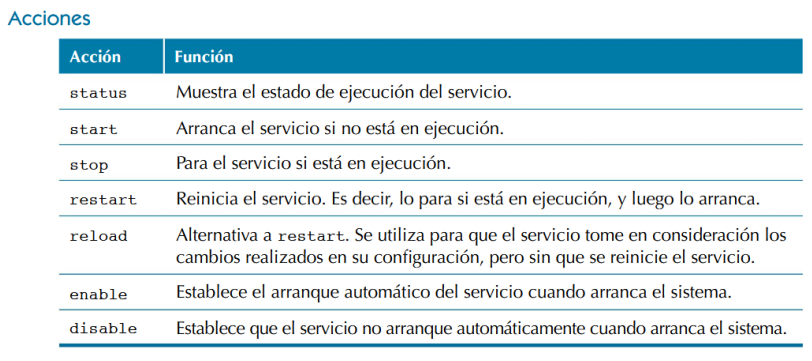 Acciones
Acción Función
status Muestra el estado de ejecución del servicio.
start Arranca el servicio si no está en ejecución.
stop Para el servicio si está en ejecución.
restart Reinicia el servicio. Es decir, lo para si está en ejecución, y luego lo arranca.
reload Alternativa a restart. Se utiliza para que el servicio tome en consideración los
cambios realizados en su configuración, pero sin que se reinicie el servicio.
enable Establece el arranque automático del servicio cuando arranca el sistema.
disable Establece que el servicio no arranque automáticamente cuando arranca el sistema.